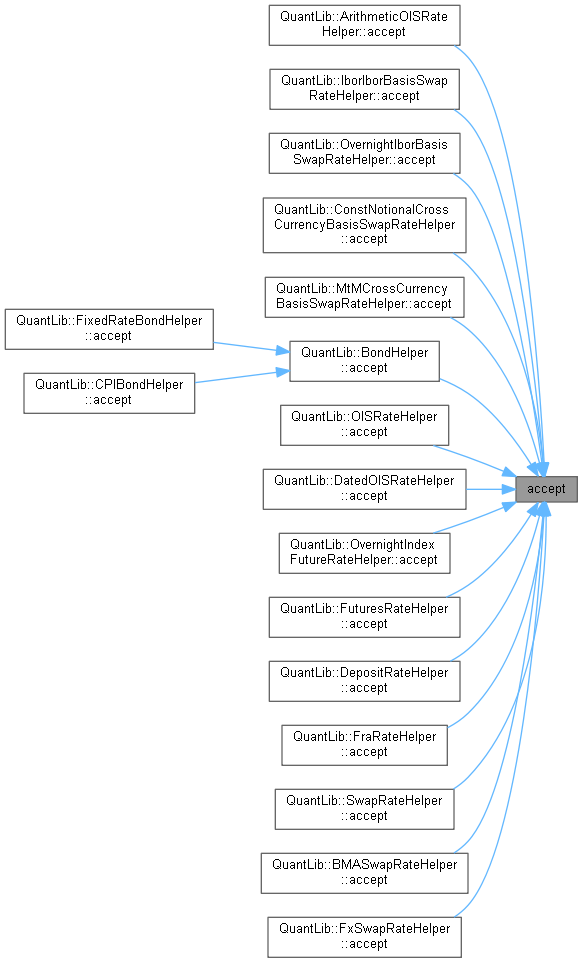 QuantLib::ArithmeticOISRate
Helper::accept
QuantLib::IborIborBasisSwap
RateHelper::accept
QuantLib::OvernightIborBasis
SwapRateHelper::accept
QuantLib::ConstNotionalCross
CurrencyBasisSwapRateHelper
::accept
QuantLib::MtMCrossCurrency
BasisSwapRateHelper::accept
QuantLib::FixedRateBondHelper
::accept
QuantLib::CPIBondHelper
::accept
QuantLib::BondHelper
::accept
QuantLib::OISRateHelper
::accept
QuantLib::DatedOISRateHelper
::accept
accept
QuantLib::OvernightIndex
FutureRateHelper::accept
QuantLib::FuturesRateHelper
::accept
QuantLib::DepositRateHelper
::accept
QuantLib::FraRateHelper
::accept
QuantLib::SwapRateHelper
::accept
QuantLib::BMASwapRateHelper
::accept
QuantLib::FxSwapRateHelper
::accept